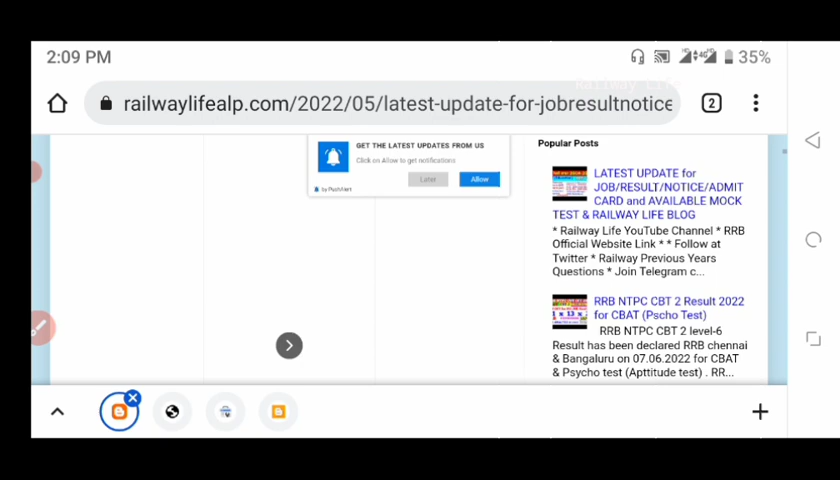 2:09 PM
35%
Railway Life
railwaylifealp.com/2022/05/latest-update-for-jobresultnotice
2
GET THE LATEST UPDATES FROM US
Click on Allow to get notifications
Later
Allow
by PushAlert
Popular Posts
LATEST UPDATE for
JOB/RESULT/NOTICE/ADMIT
CARD and AVAILABLE MOCK
TEST & RAILWAY LIFE BLOG
* Railway Life YouTube Channel * RRB
Official Website Link * * Follow at
Twitter * Railway Previous Years
Questions * Join Telegram c...
RRB NTPC CBT 2 Result 2022
for CBAT (Pscho Test)
RRB NTPC CBT 2 level-6
Result has been declared RRB chennai
& Bangaluru on 07.06.2022 for CBAT
& Psycho test (Apttitude test) . RR...